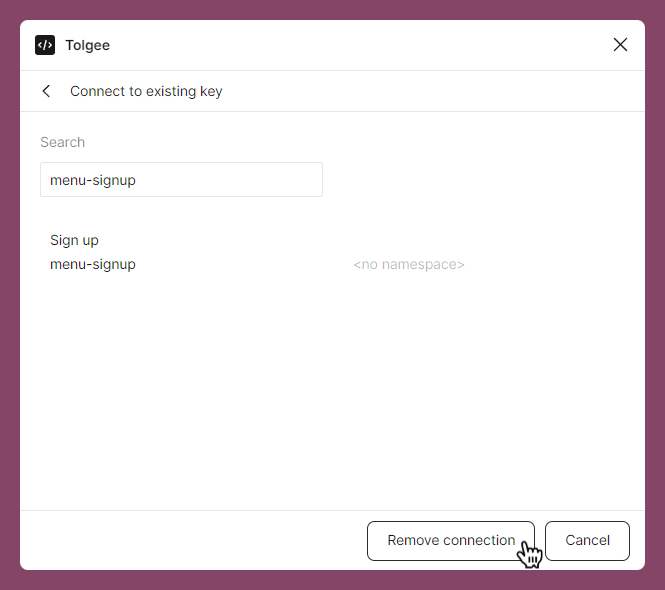 Tolgee
Connect to existing key
Search
menu-signup
Sign up
menu-signup <no namespace>
Remove connection Cancel